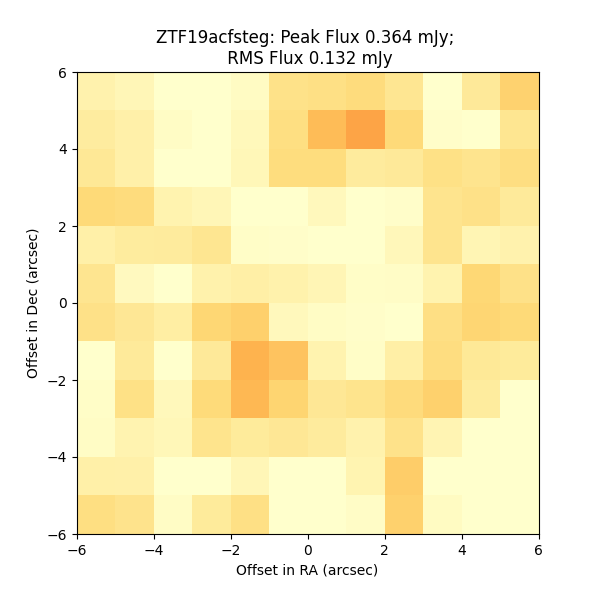 ZTF19acfsteg: Peak Flux 0.364 mJy;
RMS Flux 0.132 mJy
6
4
2
0
−2
−4
−6
Offset in Dec (arcsec)
−6 −4 −2 0 2 4 6
Offset in RA (arcsec)